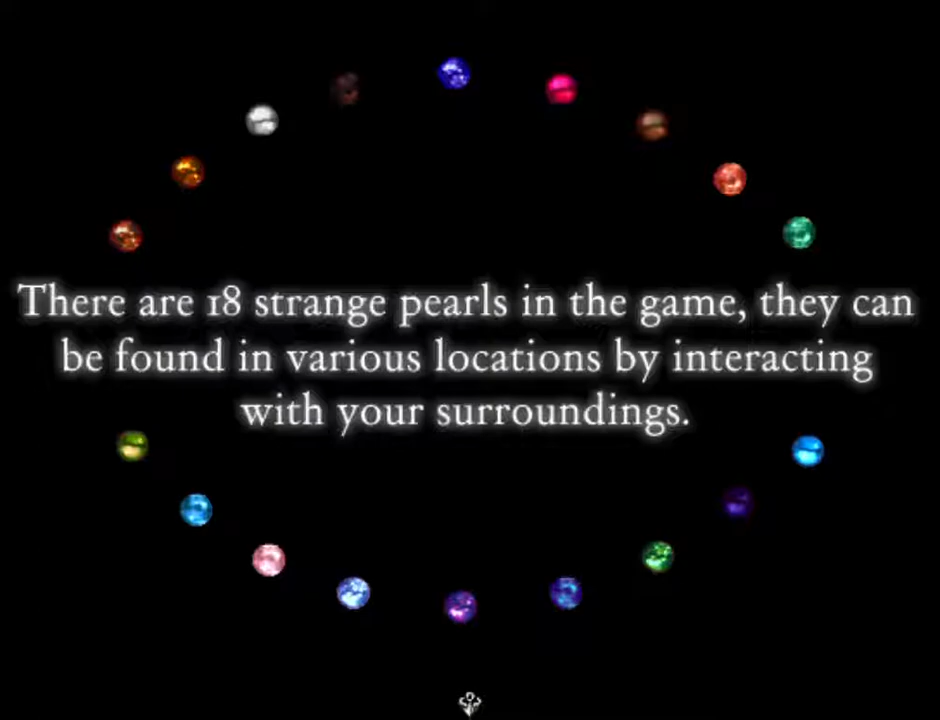 There are 18 strange pearls in the game, they can
be found in various locations by interacting
with your surroundings.